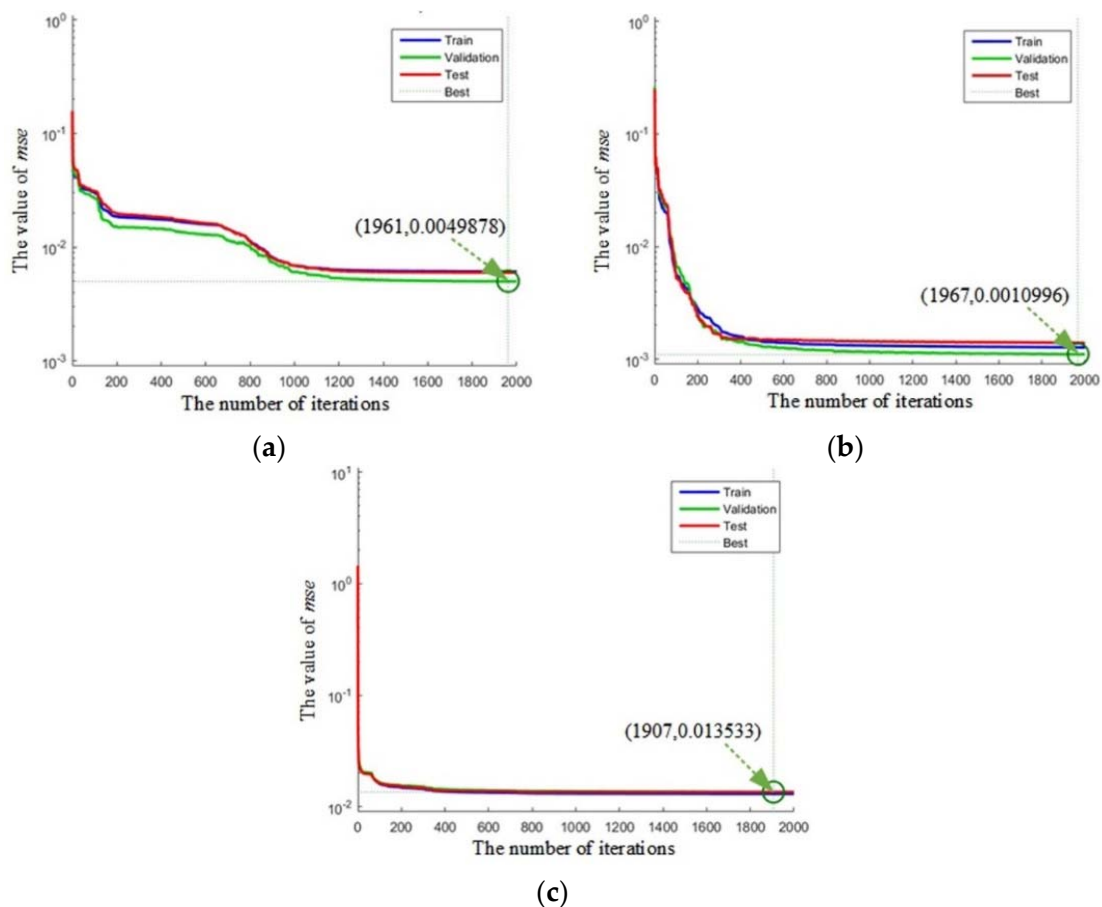 10^0
Train
Validation
Test
Best
10^-1
The value of mse
(1961,0.0049878)
10^-2
10^-3
0 200 400 600 800 1000 1200 1400 1600 1800 2000
The number of iterations
(a)
10^0
Train
Validation
Test
Best
10^-1
The value of mse
10^-2
(1967,0.0010996)
10^-3
0 200 400 600 800 1000 1200 1400 1600 1800 2000
The number of iterations
(b)
10^1
Train
Validation
Test
Best
10^0
The value of mse
10^-1
(1907,0.013533)
10^-2
0 200 400 600 800 1000 1200 1400 1600 1800 2000
The number of iterations
(c)